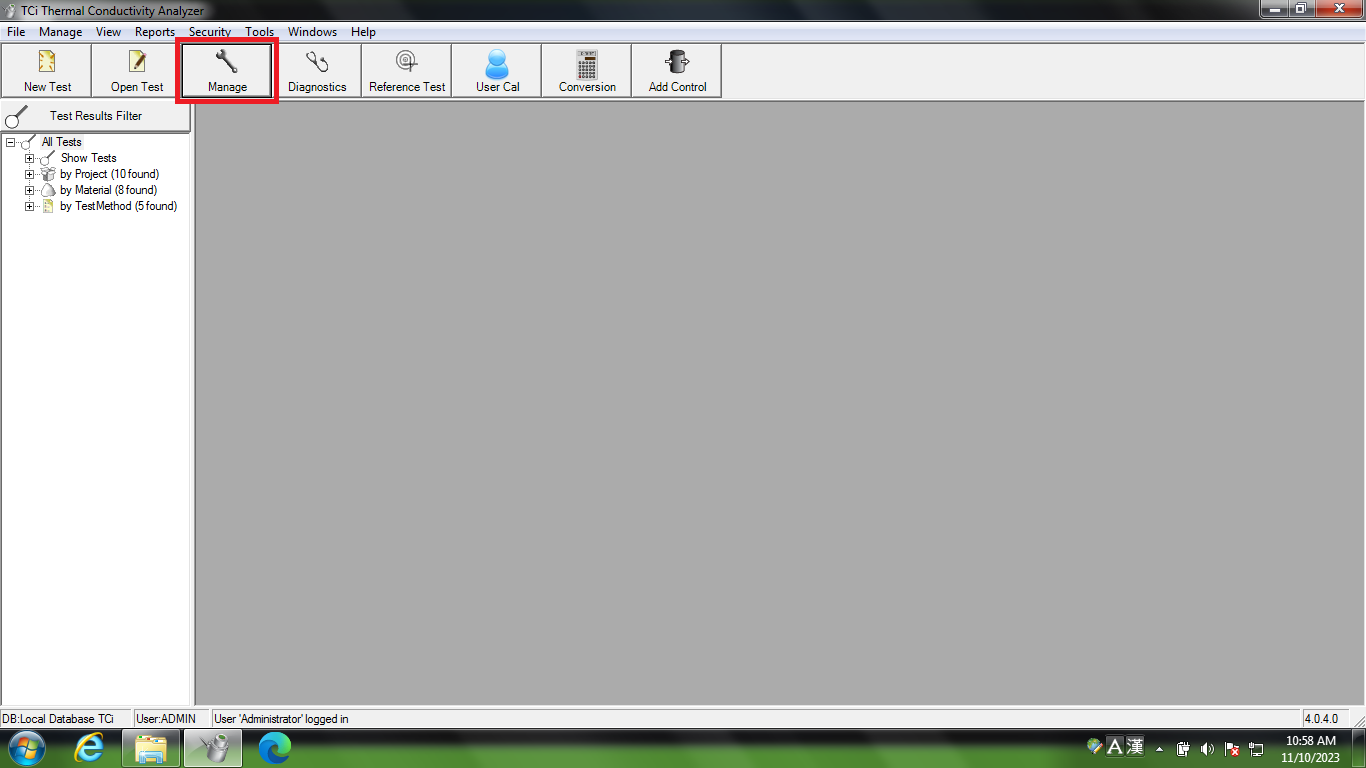 TCi Thermal Conductivity Analyzer
File Manage View Reports Security Tools Windows Help
New Test Open Test Manage Diagnostics Reference Test User Cal Conversion Add Control
Test Results Filter
All Tests
Show Tests
by Project (10 found)
by Material (8 found)
by TestMethod (5 found)
DB:Local Database TCi User:ADMIN User 'Administrator' logged in 4.0.4.0
A 漢 10:58 AM
11/10/2023